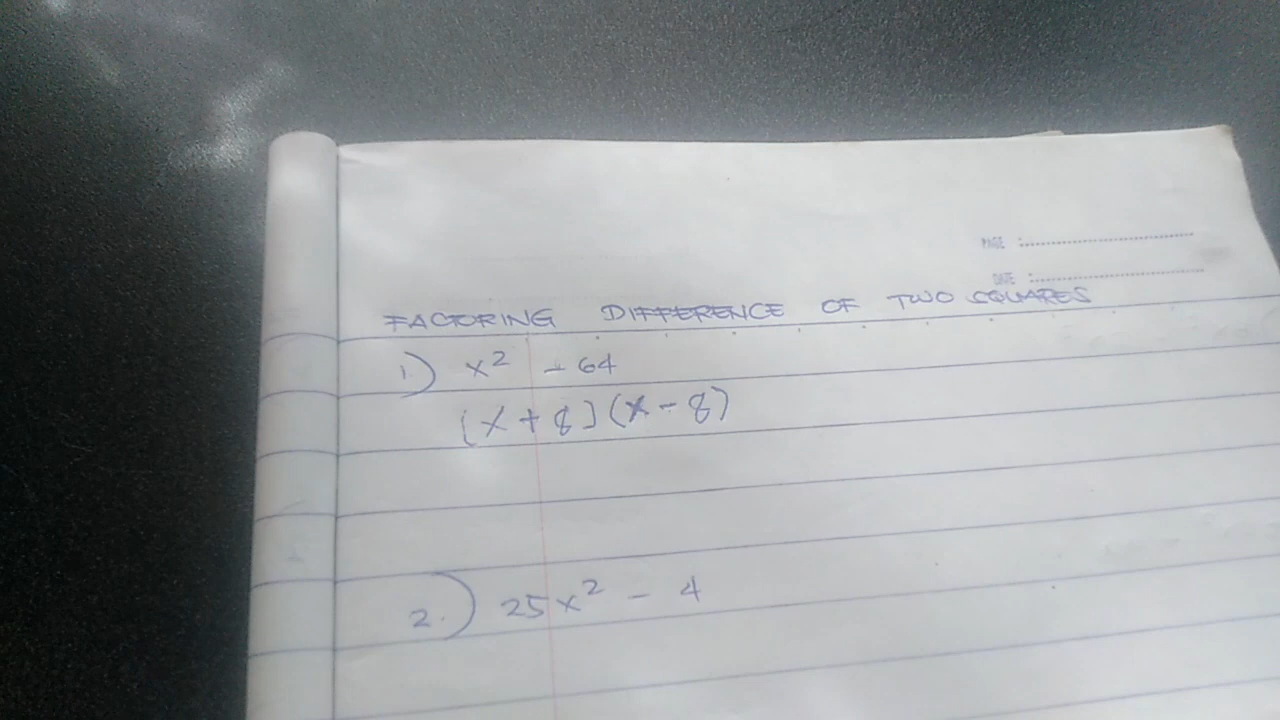 PAGE
DATE
FACTORING DIFFERENCE OF TWO SQUARES
1.) x² - 64
(x + 8)(x - 8)
2.) 25x² - 4